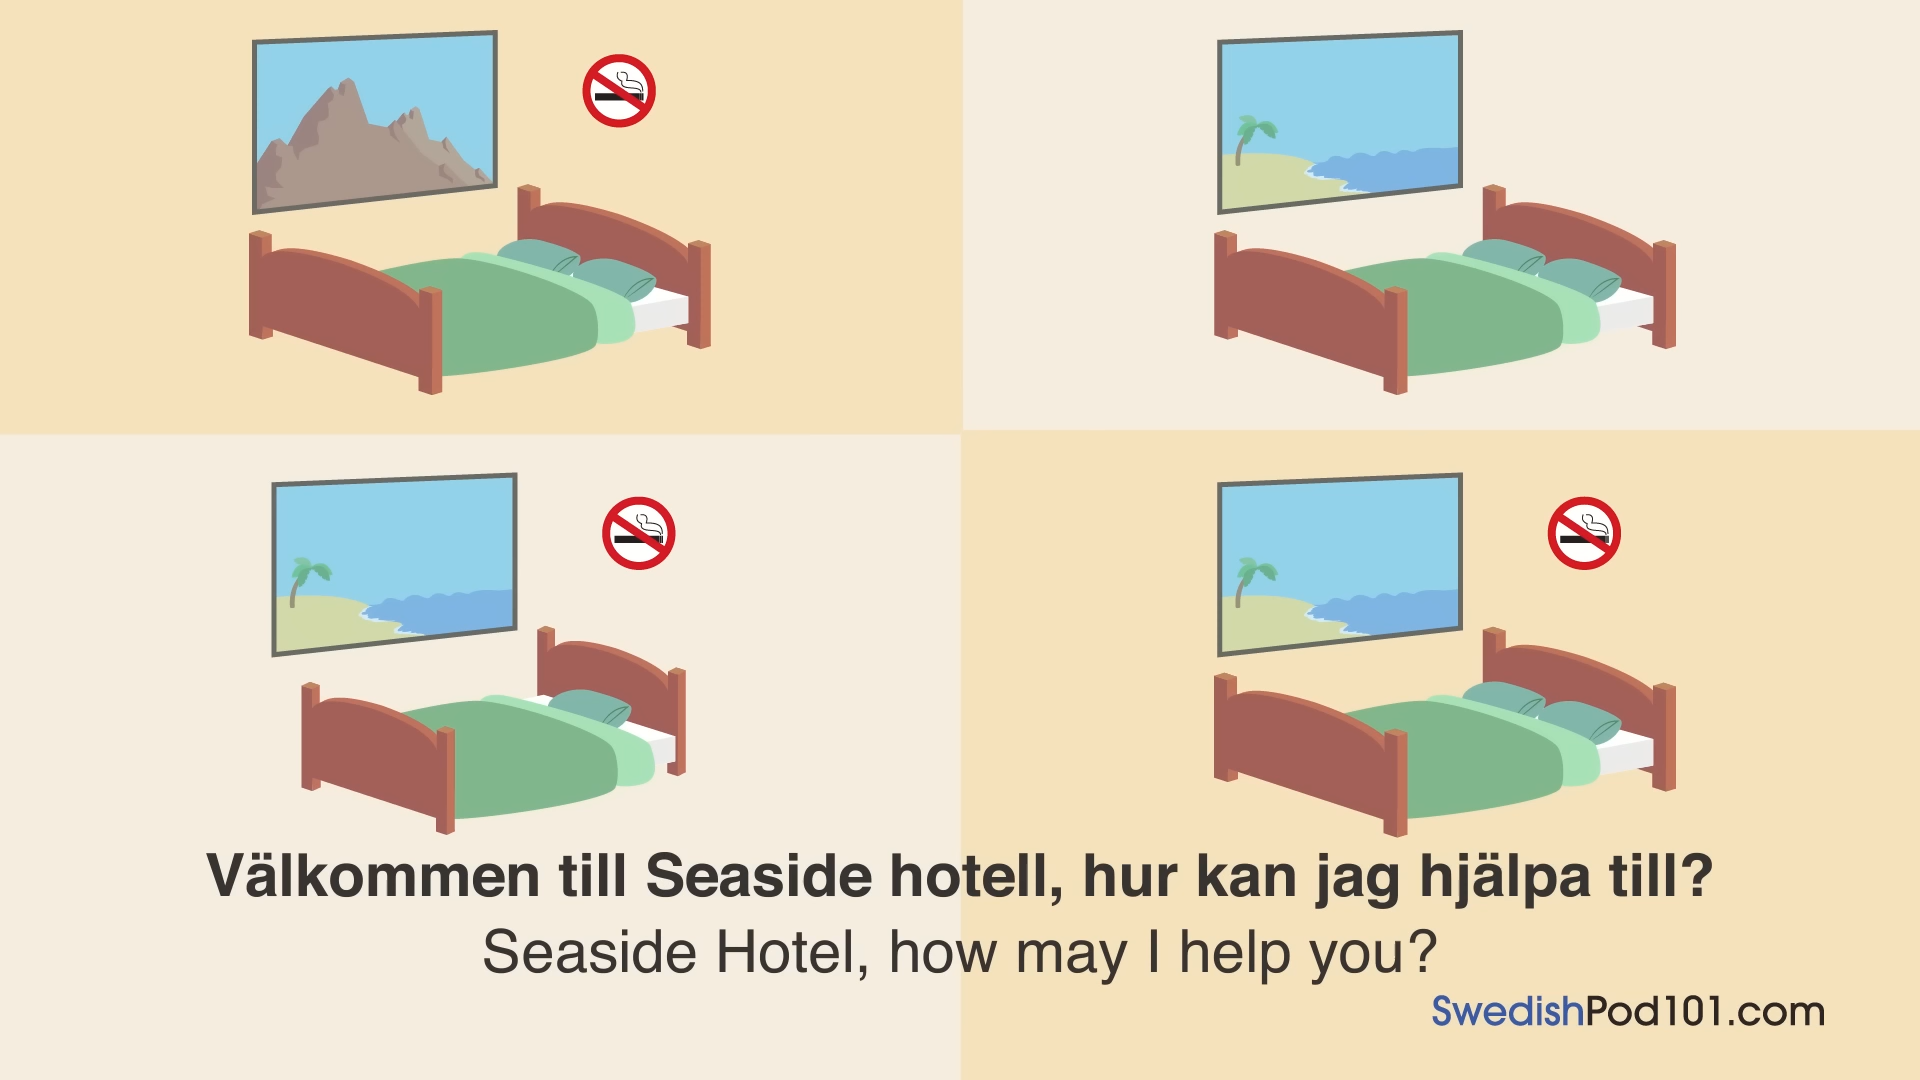 Välkommen till Seaside hotell, hur kan jag hjälpa till?
Seaside Hotel, how may I help you?
SwedishPod101.com